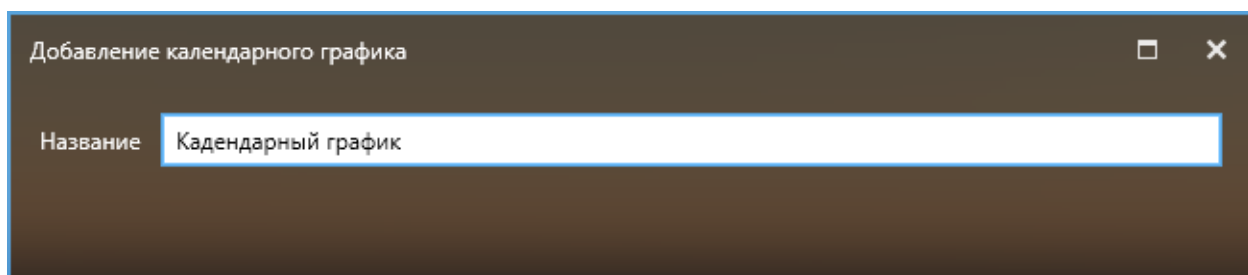 Добавление календарного графика
Название
Кадендарный график